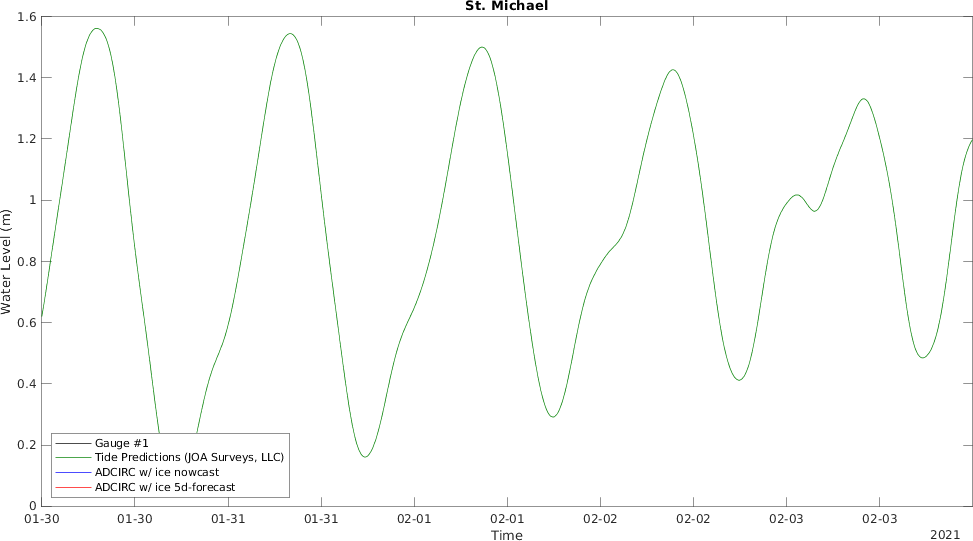 St. Michael
1.6
1.4
1.2
1
0.8
0.6
0.4
0.2
0
Water Level (m)
Gauge #1
Tide Predictions (JOA Surveys, LLC)
ADCIRC w/ ice nowcast
ADCIRC w/ ice 5d-forecast
01-30 01-30 01-31 01-31 02-01 02-01 02-02 02-02 02-03 02-03
Time
2021